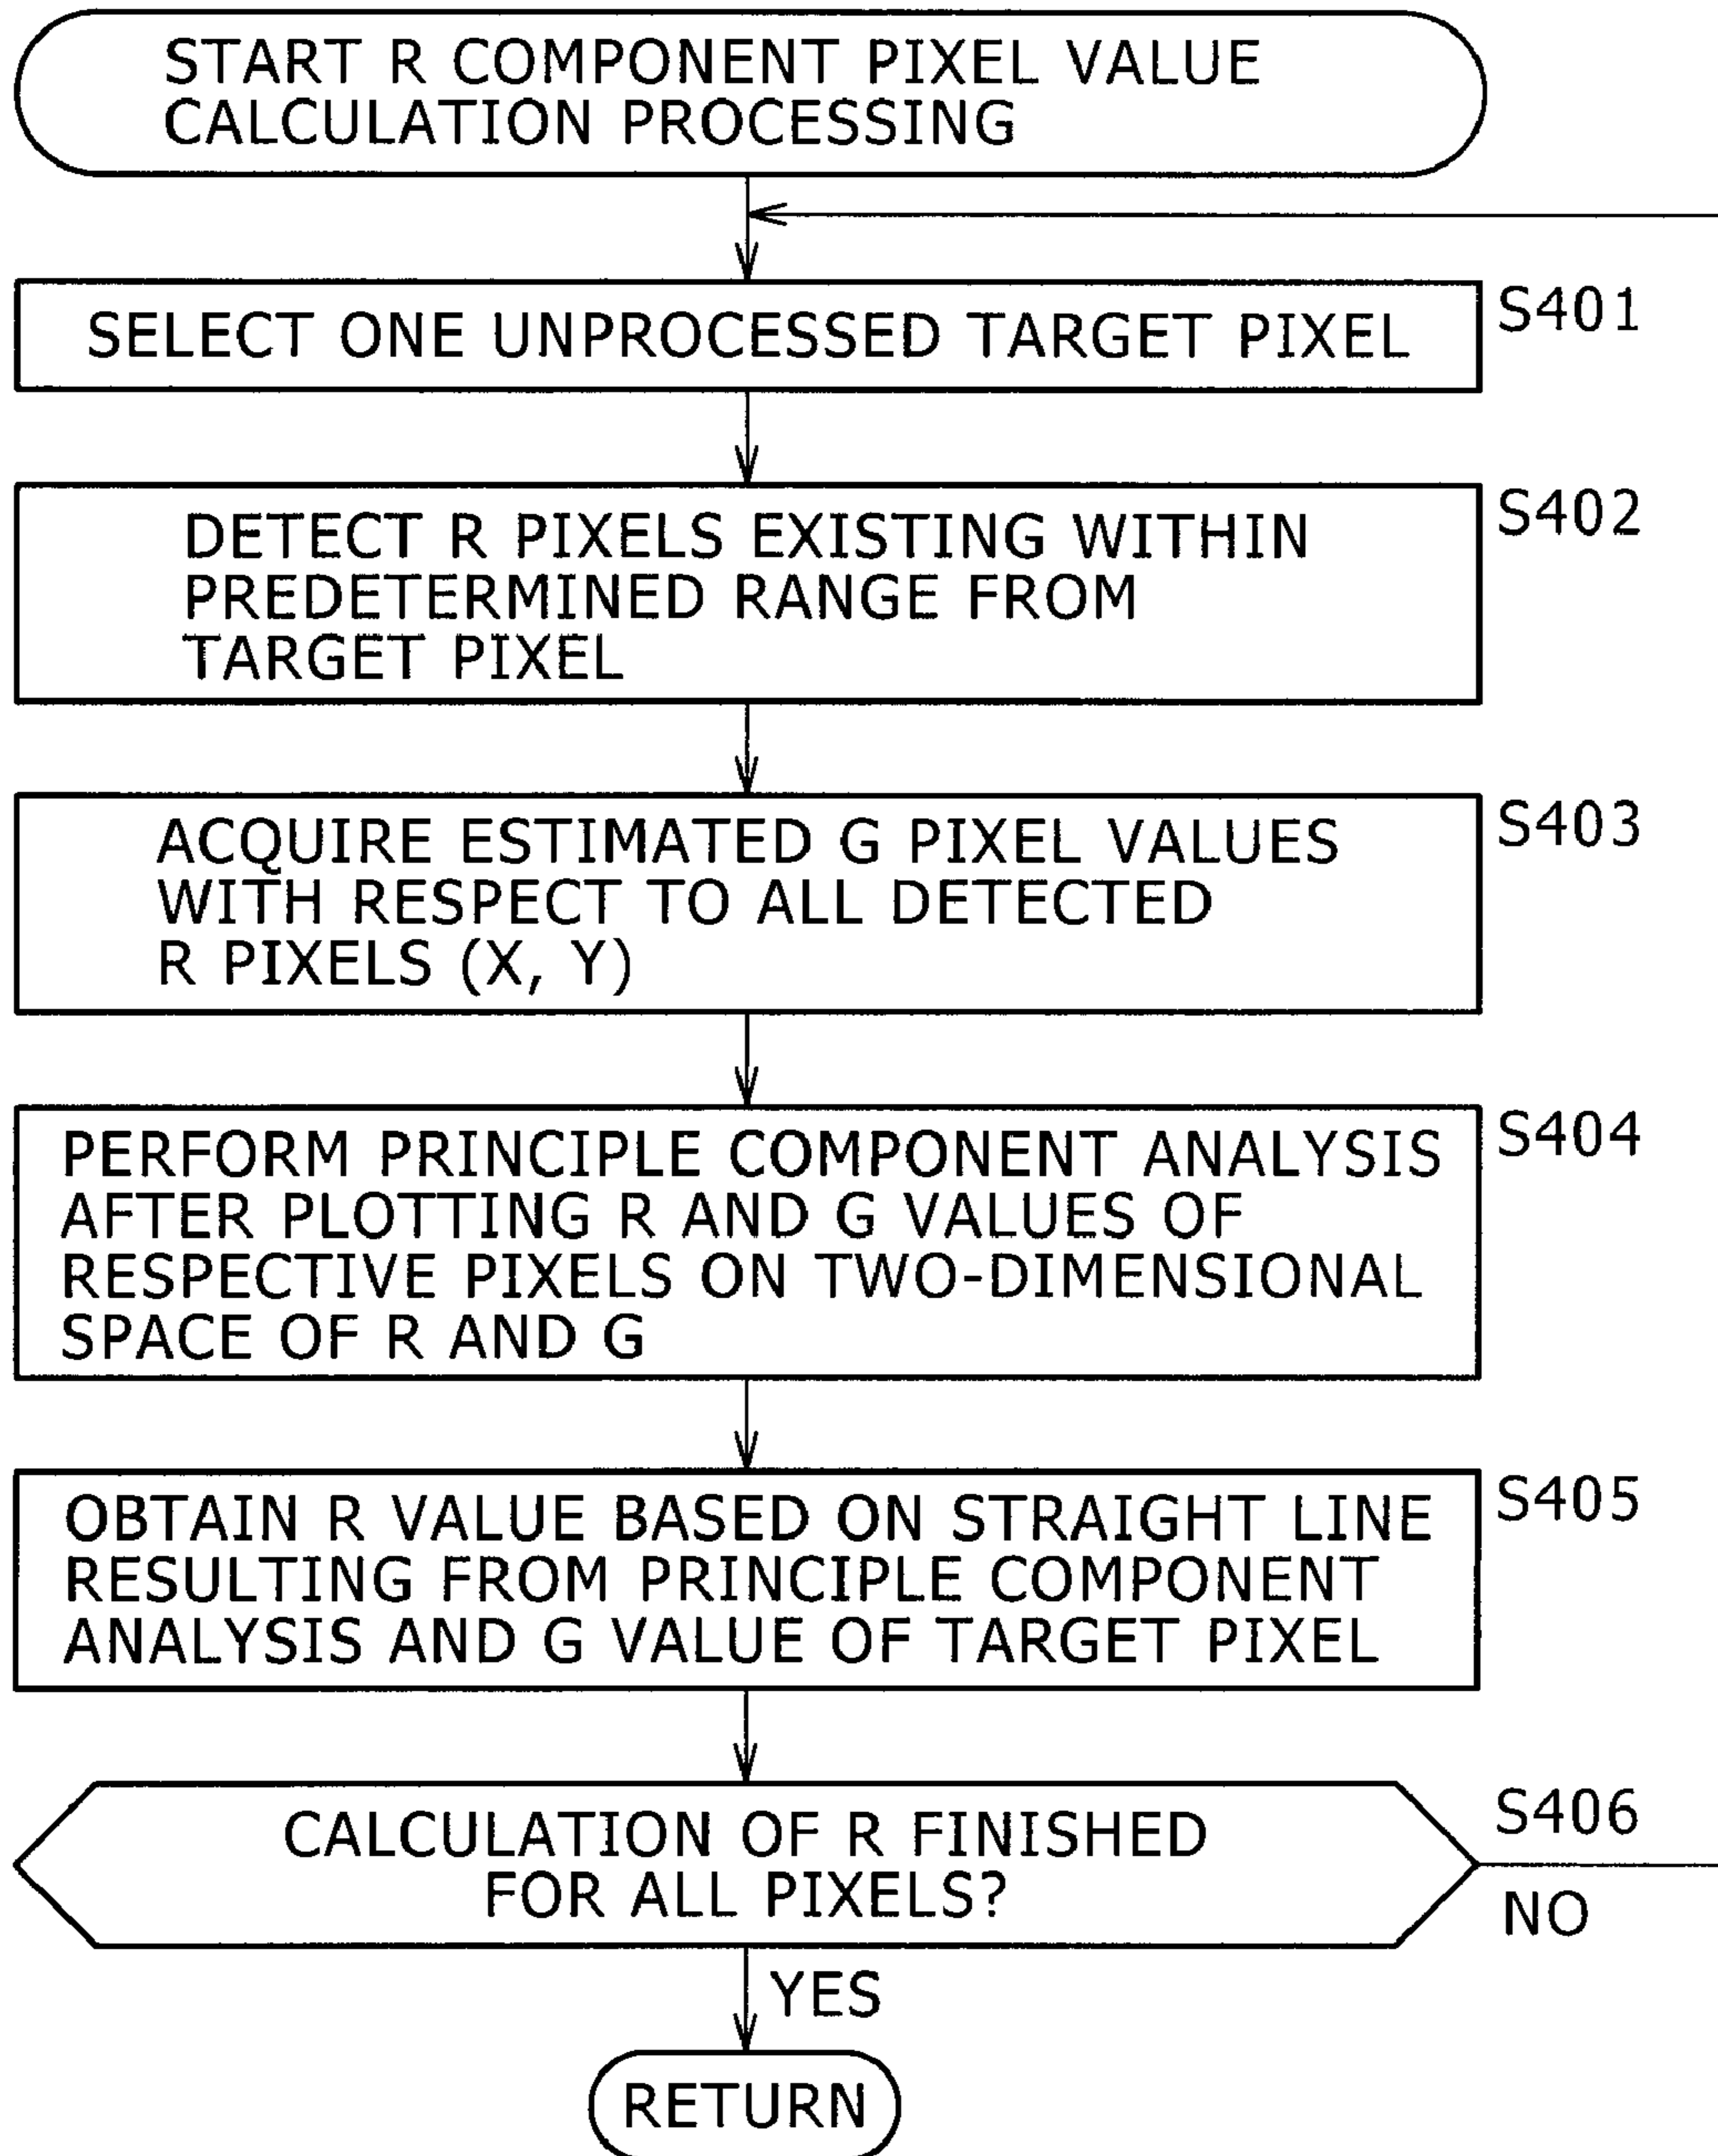 START R COMPONENT PIXEL VALUE
CALCULATION PROCESSING
SELECT ONE UNPROCESSED TARGET PIXEL
S401
DETECT R PIXELS EXISTING WITHIN
PREDETERMINED RANGE FROM
TARGET PIXEL
S402
ACQUIRE ESTIMATED G PIXEL VALUES
WITH RESPECT TO ALL DETECTED
R PIXELS (X, Y)
S403
PERFORM PRINCIPLE COMPONENT ANALYSIS
AFTER PLOTTING R AND G VALUES OF
RESPECTIVE PIXELS ON TWO-DIMENSIONAL
SPACE OF R AND G
S404
OBTAIN R VALUE BASED ON STRAIGHT LINE
RESULTING FROM PRINCIPLE COMPONENT
ANALYSIS AND G VALUE OF TARGET PIXEL
S405
CALCULATION OF R FINISHED
FOR ALL PIXELS?
S406
NO
YES
RETURN